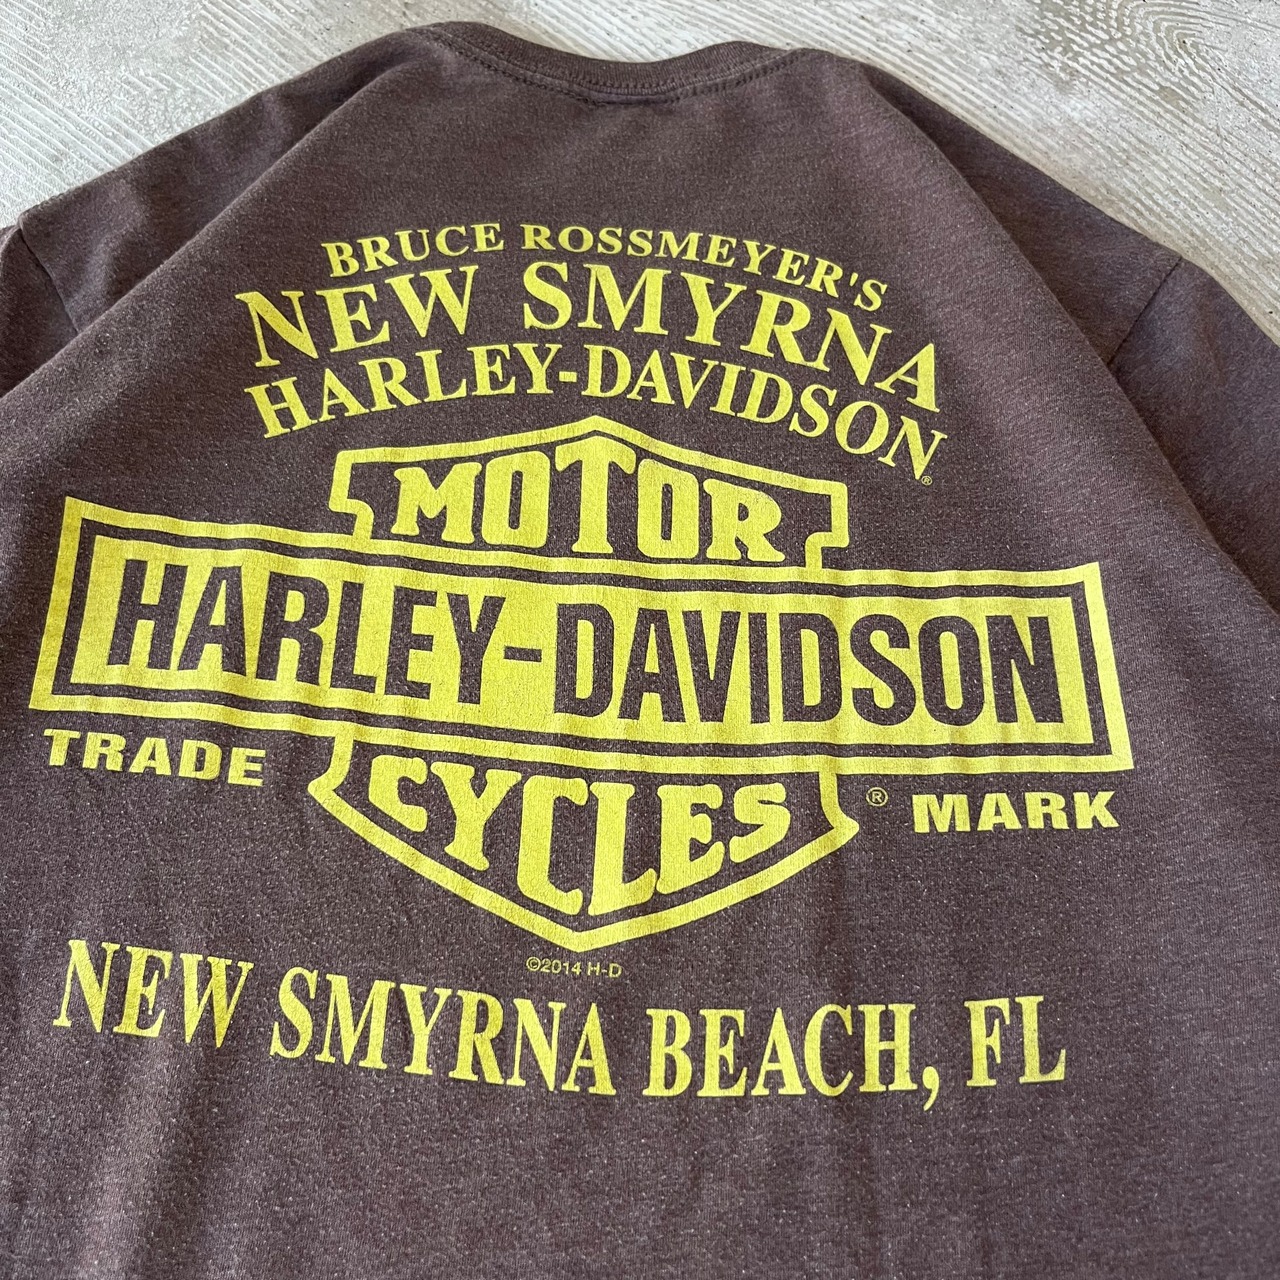 BRUCE ROSSMEYER'S
NEW SMYRNA
HARLEY-DAVIDSON®
MOTOR
HARLEY-DAVIDSON
CYCLES
TRADE ® MARK
©2014 H-D
NEW SMYRNA BEACH, FL